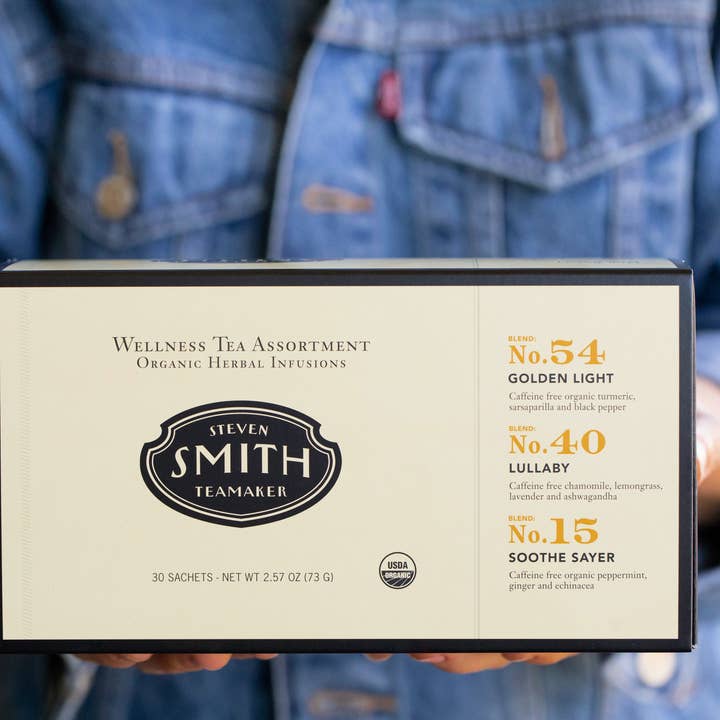 Wellness Tea Assortment
Organic Herbal Infusions
STEVEN
SMITH
TEAMAKER
30 SACHETS - NET WT 2.57 OZ (73 G)
USDA
ORGANIC
BLEND:
No.54
GOLDEN LIGHT
Caffeine free organic turmeric,
sarsaparilla and black pepper
BLEND:
No.40
LULLABY
Caffeine free chamomile, lemongrass,
lavender and ashwagandha
BLEND:
No.15
SOOTHE SAYER
Caffeine free organic peppermint,
ginger and echinacea